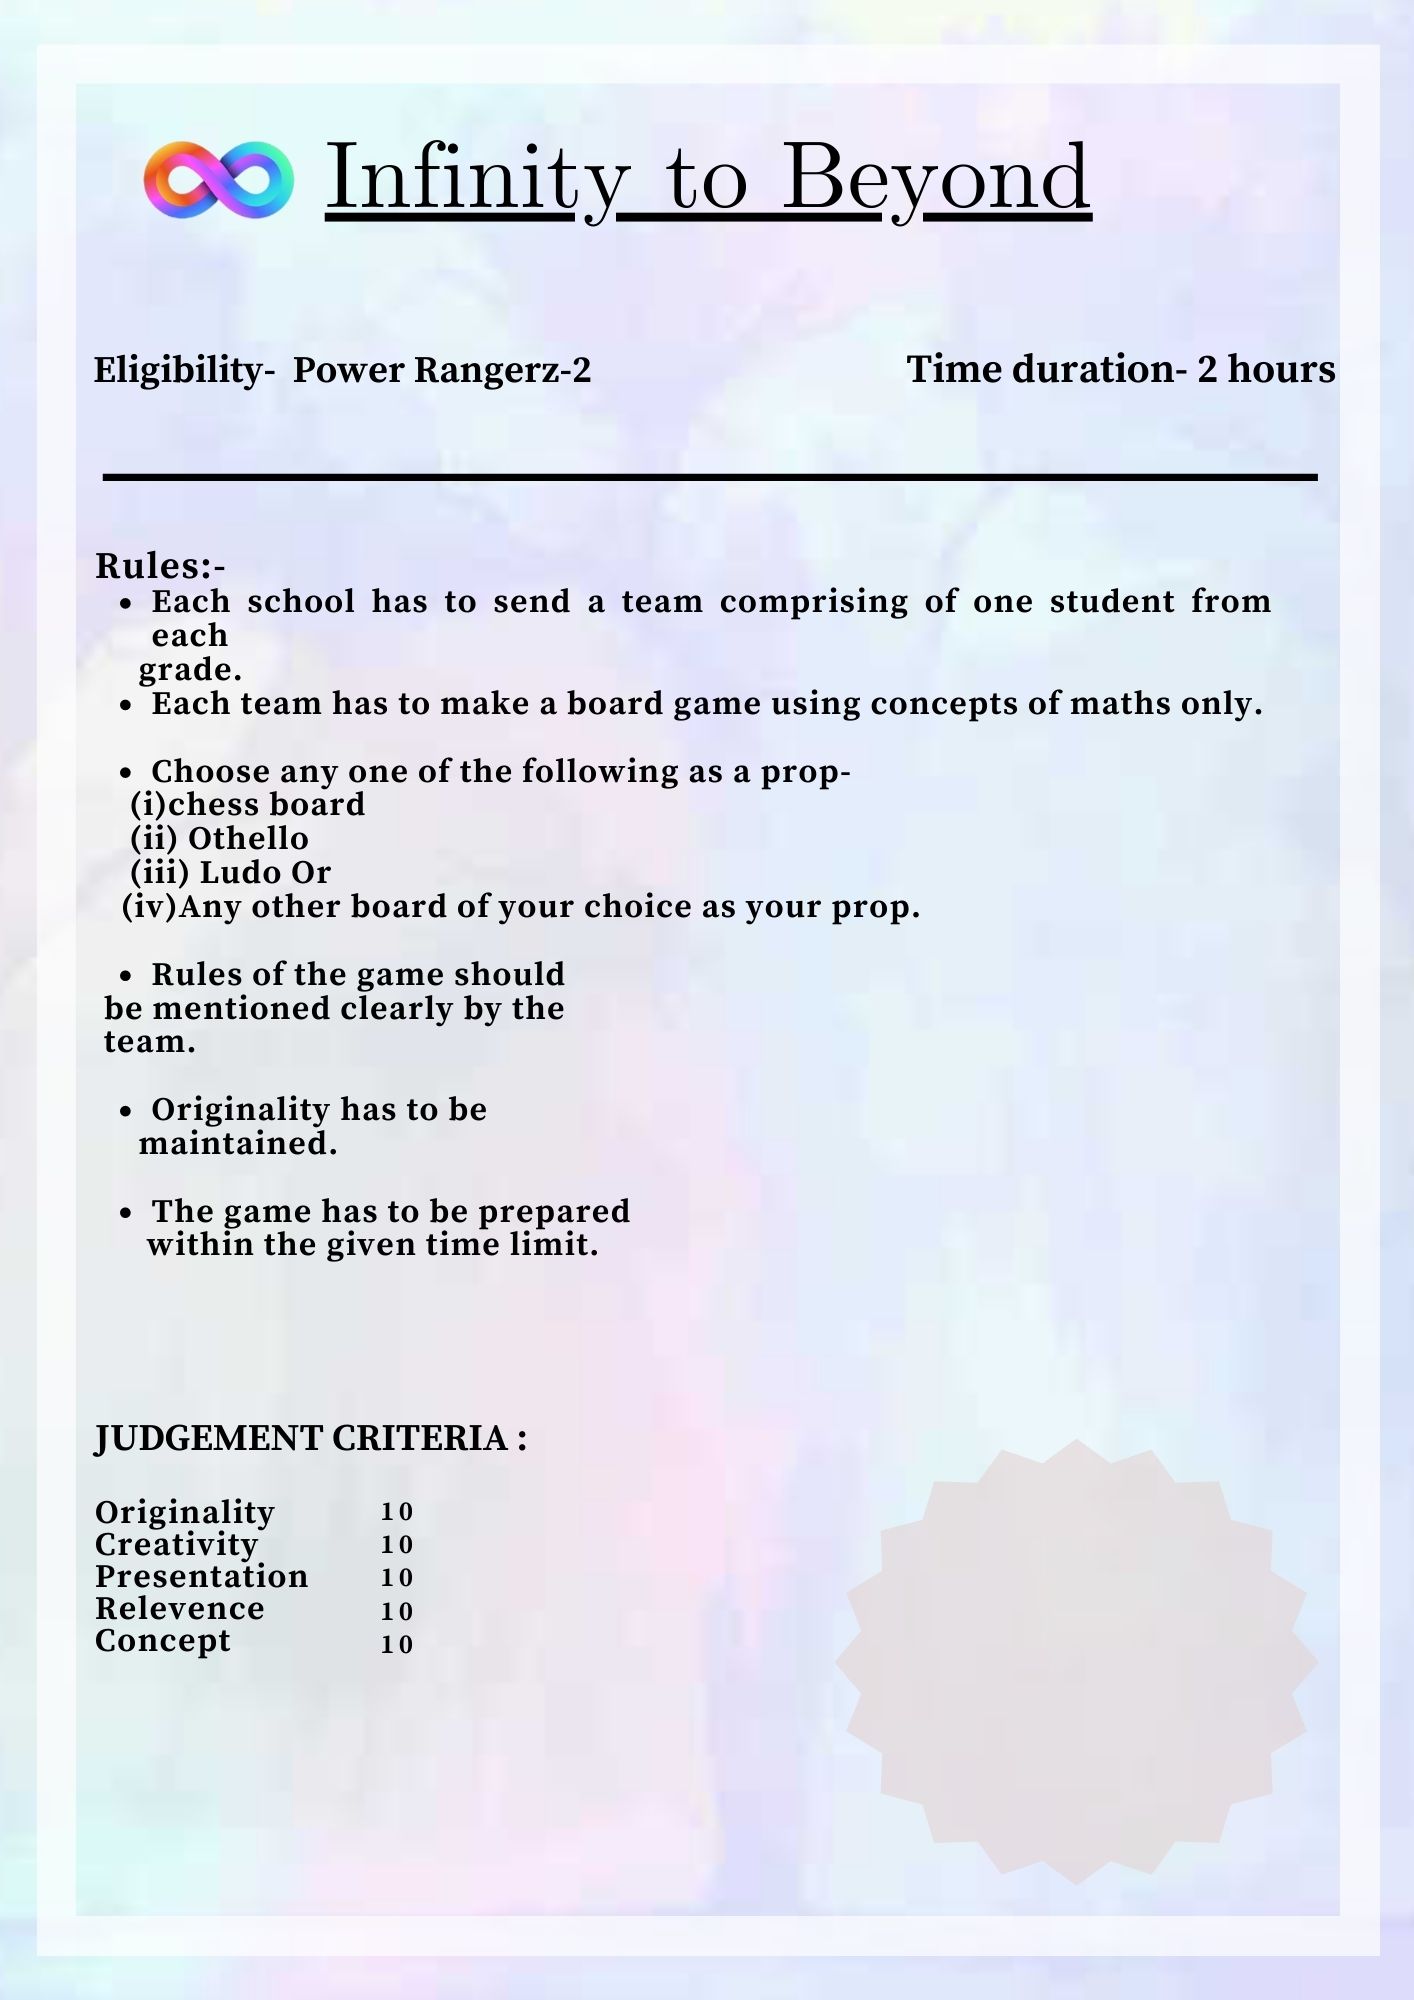 Infinity to Beyond
Eligibility-  Power Rangerz-2
Time duration- 2 hours
Rules:-
• Each school has to send a team comprising of one student from
each
grade.
• Each team has to make a board game using concepts of maths only.
• Choose any one of the following as a prop-
(i)chess board
(ii) Othello
(iii) Ludo Or
(iv)Any other board of your choice as your prop.
• Rules of the game should
be mentioned clearly by the
team.
• Originality has to be
maintained.
• The game has to be prepared
within the given time limit.
JUDGEMENT CRITERIA :
Originality 10
Creativity 10
Presentation 10
Relevence 10
Concept 10